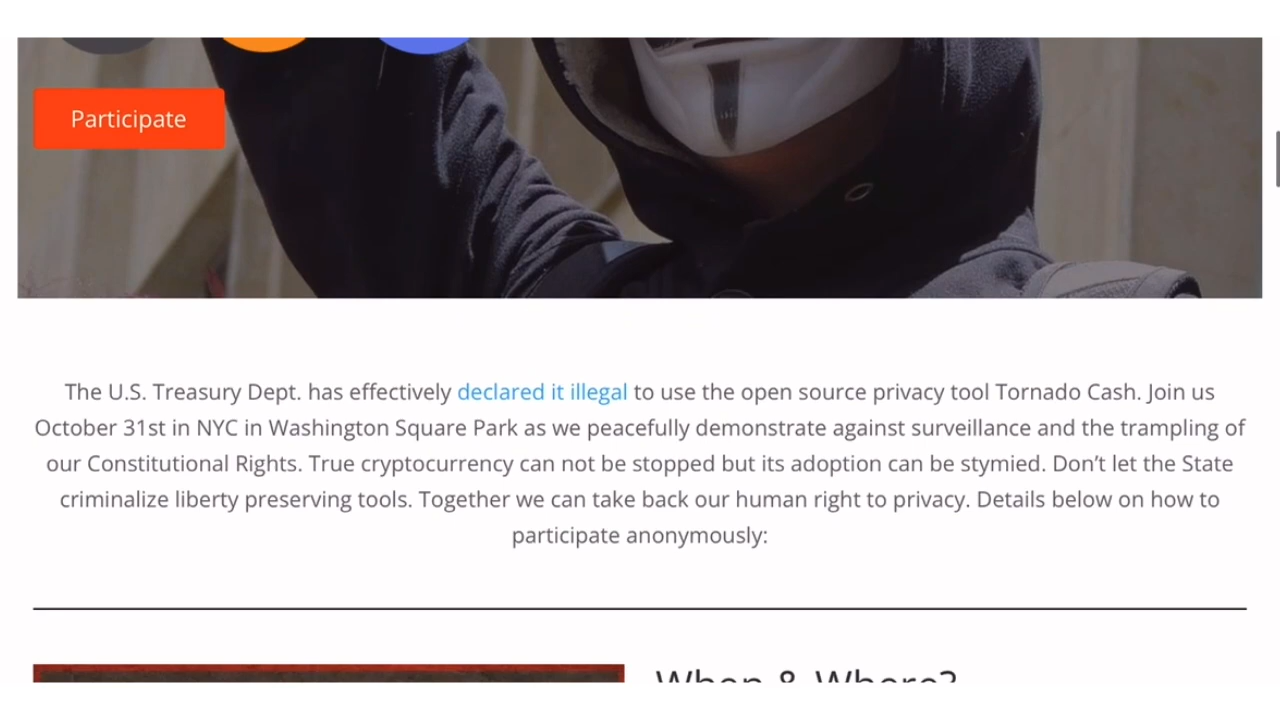 Participate
The U.S. Treasury Dept. has effectively declared it illegal to use the open source privacy tool Tornado Cash. Join us
October 31st in NYC in Washington Square Park as we peacefully demonstrate against surveillance and the trampling of
our Constitutional Rights. True cryptocurrency can not be stopped but its adoption can be stymied. Don’t let the State
criminalize liberty preserving tools. Together we can take back our human right to privacy. Details below on how to
participate anonymously:
When & Where?